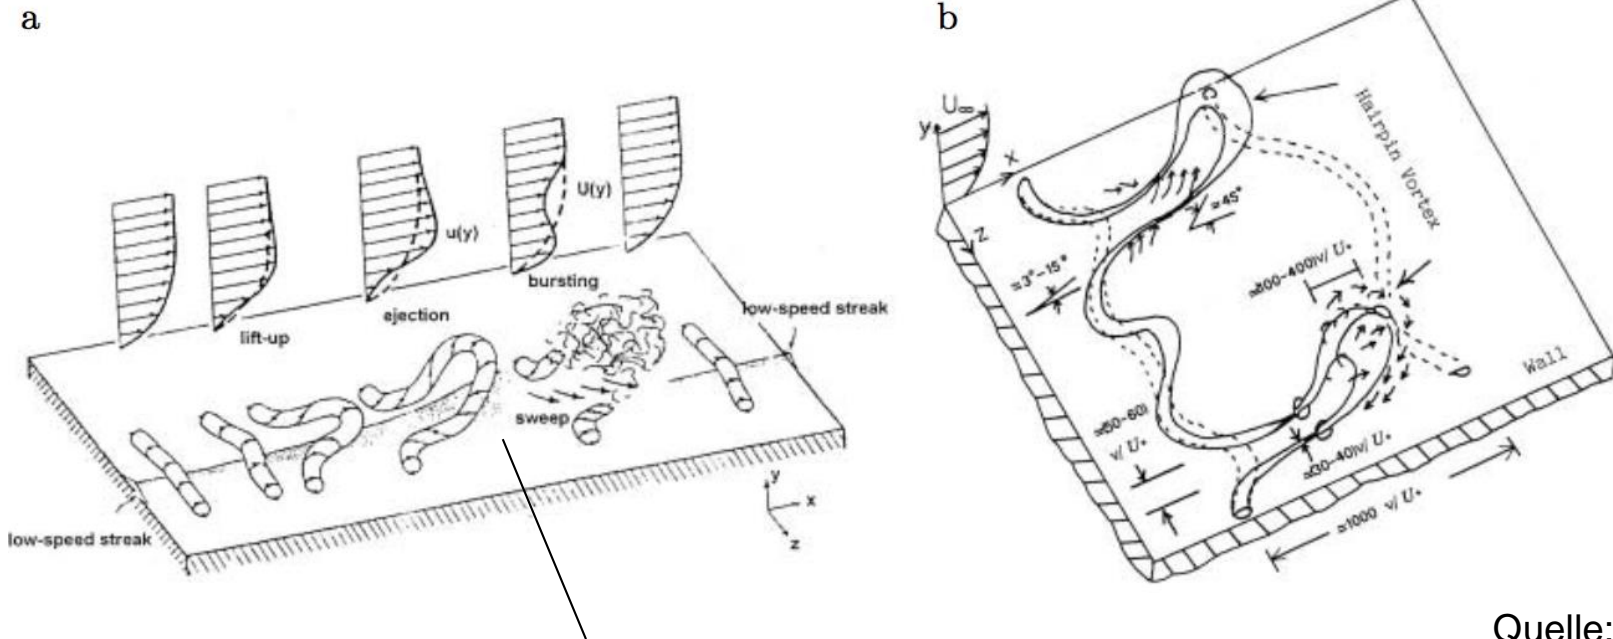 a
U(y)
u(y)
bursting
ejection
lift-up
low-speed streak
sweep
y
x
z
low-speed streak
b
U∞
y
x
z
Hairpin Vortex
≃45°
≃3°-15°
ν/U*
≃(50-60)
ν/U*
≃(30-40)ν/U*
≃1000 ν/U*
Wall
Quelle: